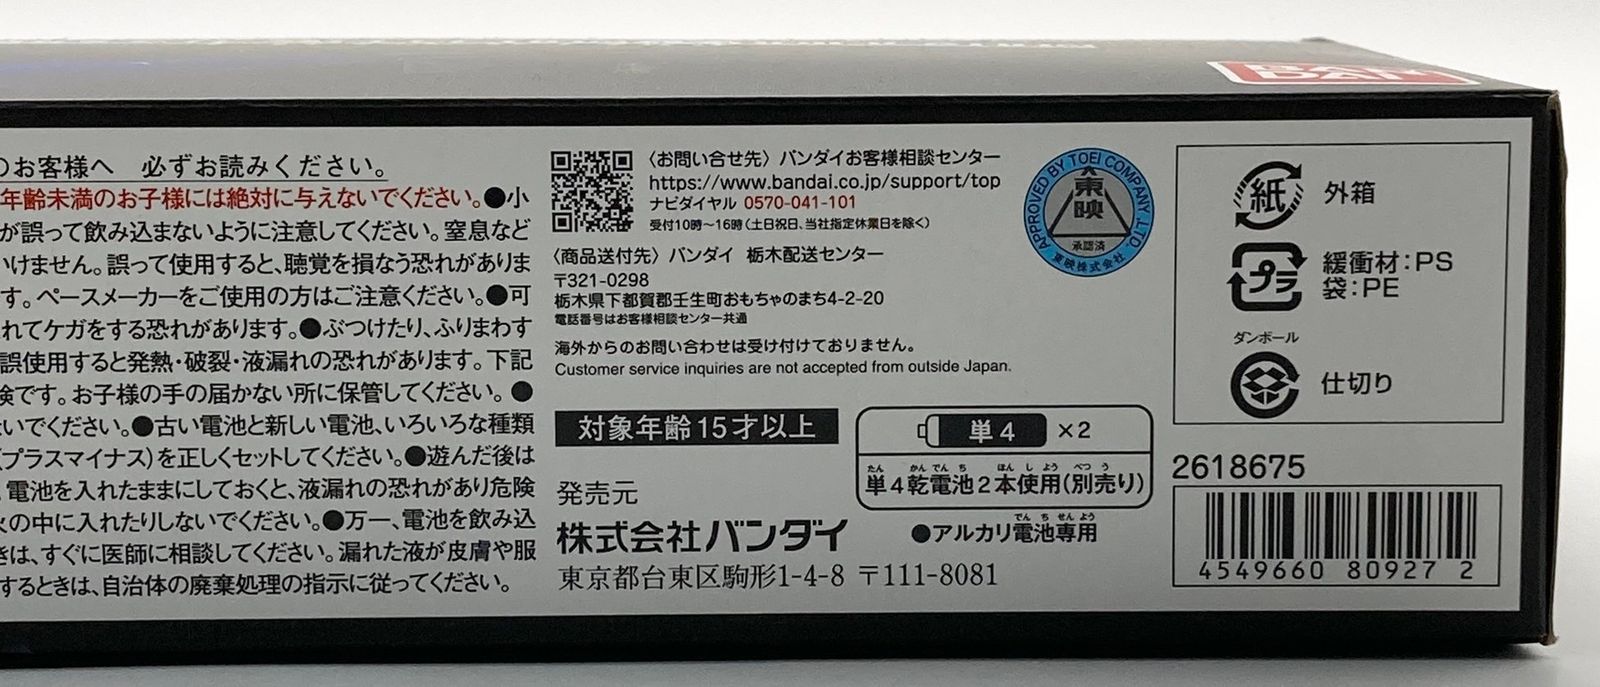 BANDAI
のお客様へ 必ずお読みください。
年齢未満のお子様には絶対に与えないでください。●小
が誤って飲み込まないように注意してください。窒息など
いけません。誤って使用すると、聴覚を損なう恐れがありま
す。ペースメーカーをご使用の方はご注意ください。●可
れてケガをする恐れがあります。●ぶつけたり、ふりまわす
誤使用すると発熱・破裂・液漏れの恐れがあります。下記
険です。お子様の手の届かない所に保管してください。●
いでください。●古い電池と新しい電池、いろいろな種類
(プラスマイナス)を正しくセットしてください。●遊んだ後は
電池を入れたままにしておくと、液漏れの恐れがあり危険
火の中に入れたりしないでください。●万一、電池を飲み込
きは、すぐに医師に相談してください。漏れた液が皮膚や服
するときは、自治体の廃棄処理の指示に従ってください。
〈お問い合せ先〉バンダイお客様相談センター
https://www.bandai.co.jp/support/top
ナビダイヤル 0570-041-101
受付10時〜16時(土日祝日、当社指定休業日を除く)
〈商品送付先〉バンダイ 栃木配送センター
〒321-0298
栃木県下都賀郡壬生町おもちゃのまち4-2-20
電話番号はお客様相談センター共通
海外からのお問い合わせは受け付けておりません。
Customer service inquiries are not accepted from outside Japan.
対象年齢15才以上
発売元
株式会社バンダイ
東京都台東区駒形1-4-8 〒111-8081
APPROVED BY TOEI COMPANY, LTD.
東映
承認済
東映株式会社
単4 ×2
たん かんでんち ほんしよう べつう
単4乾電池2本使用(別売り)
でんちせんよう
●アルカリ電池専用
紙 外箱
プラ 緩衝材:PS
袋:PE
ダンボール
仕切り
2618675
4549660 80927 2